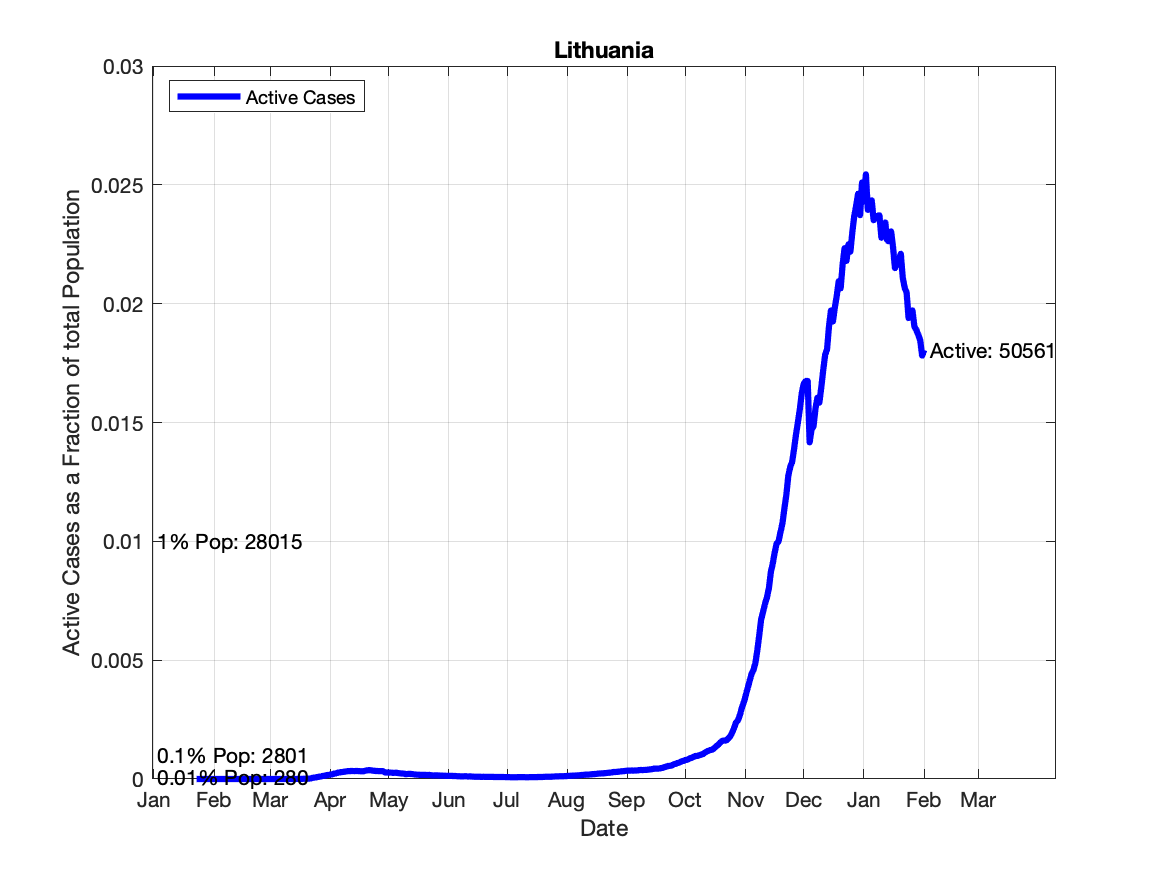 Lithuania
Active Cases
Active Cases as a Fraction of total Population
0.03
0.025
0.02
0.015
0.01
0.005
0
Active: 50561
1% Pop: 28015
0.1% Pop: 2801
0.01% Pop: 280
Jan Feb Mar Apr May Jun Jul Aug Sep Oct Nov Dec Jan Feb Mar
Date